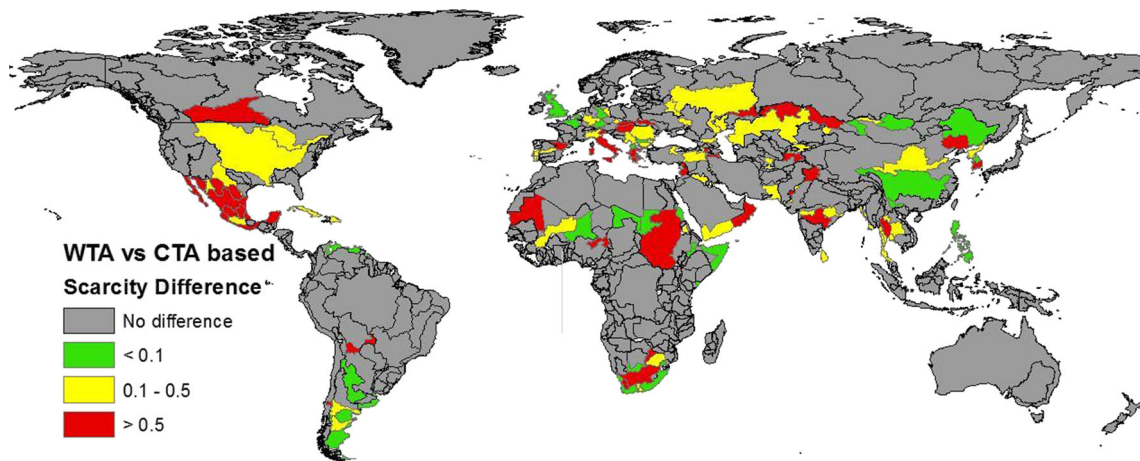 WTA vs CTA based
Scarcity Difference
No difference
< 0.1
0.1 - 0.5
> 0.5